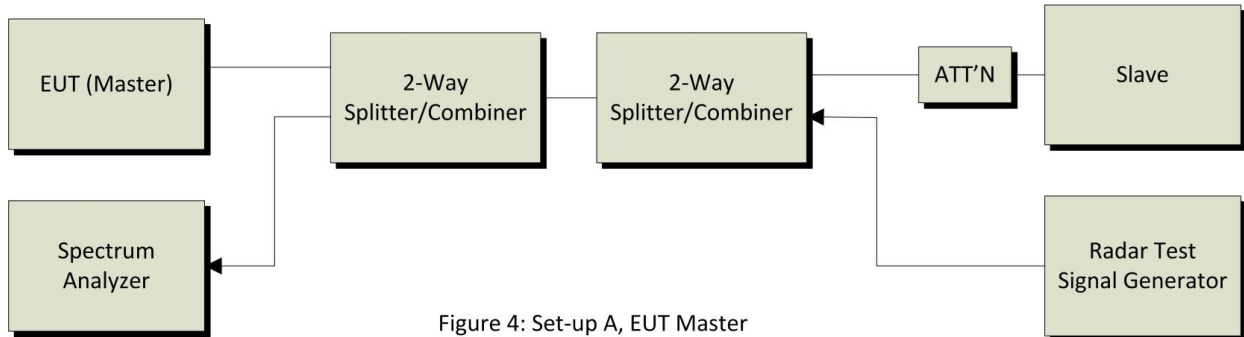 EUT (Master)
2-Way
Splitter/Combiner
2-Way
Splitter/Combiner
ATT’N
Slave
Spectrum
Analyzer
Radar Test
Signal Generator
Figure 4: Set-up A, EUT Master